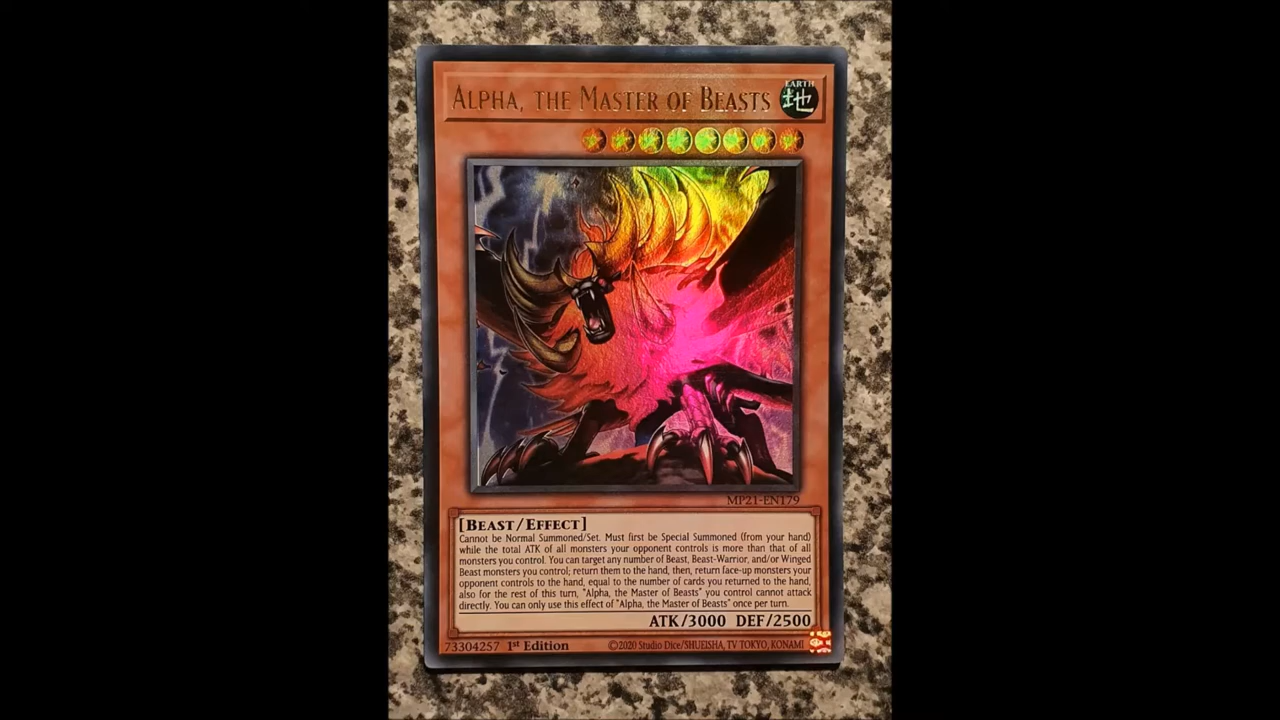 ALPHA, THE MASTER OF BEASTS
EARTH
地
MP21-EN179
[BEAST/EFFECT]
Cannot be Normal Summoned/Set. Must first be Special Summoned (from your hand)
while the total ATK of all monsters your opponent controls is more than that of all
monsters you control. You can target any number of Beast, Beast-Warrior, and/or Winged
Beast monsters you control; return them to the hand, then, return face-up monsters your
opponent controls to the hand, equal to the number of cards you returned to the hand,
also for the rest of this turn, "Alpha, the Master of Beasts" you control cannot attack
directly. You can only use this effect of "Alpha, the Master of Beasts" once per turn.
ATK/3000 DEF/2500
73304257 1st Edition
©2020 Studio Dice/SHUEISHA, TV TOKYO, KONAMI